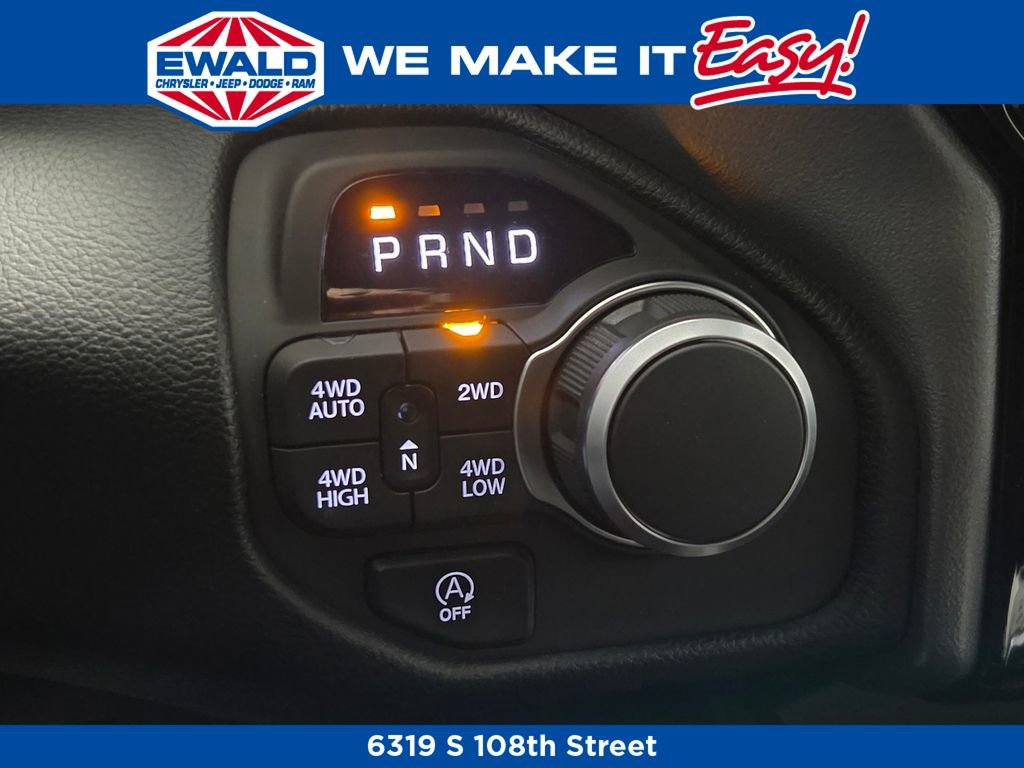 EWALD
CHRYSLER • JEEP • DODGE • RAM
WE MAKE IT Easy!
P R N D
4WD AUTO
2WD
N
4WD HIGH
4WD LOW
A
OFF
6319 S 108th Street